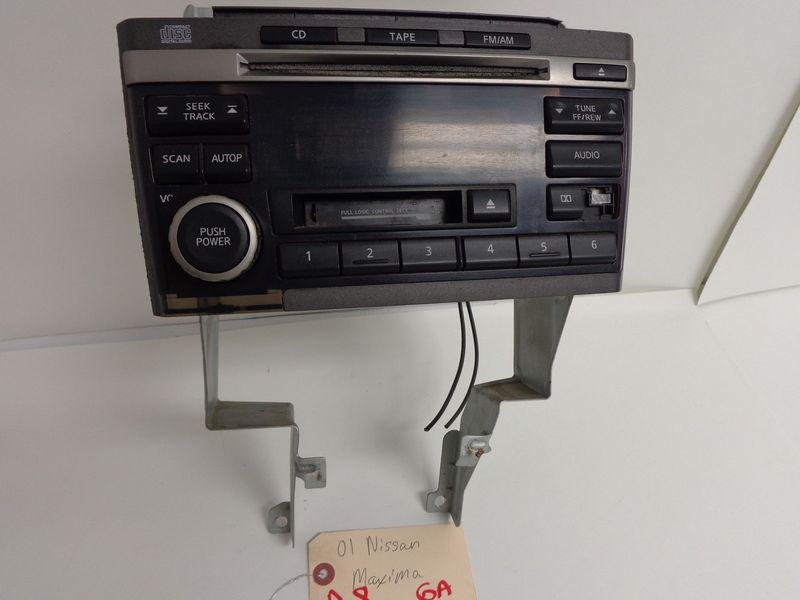 COMPACT
disc
DIGITAL AUDIO
CD TAPE FM/AM
SEEK
TRACK
TUNE
FF/REW
SCAN AUTOP AUDIO
VO
FULL LOGIC CONTROL DECK
PUSH
POWER
1 2 3 4 5 6
01 Nissan
Maxima
6A